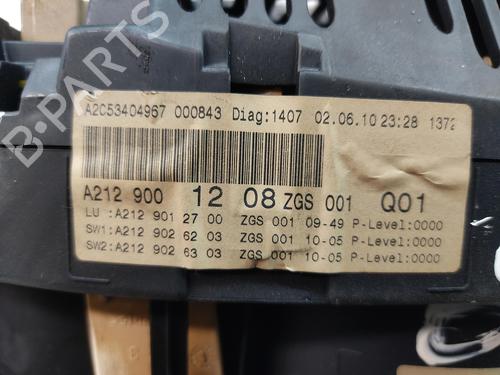 A2C53404967 000843 Diag:1407 02.06.10 23:28 1372
A212 900 12 08 ZGS 001 Q01
LU :A212 901 27 00 ZGS 001 09-49 P-Level:0000
SW1:A212 902 62 03 ZGS 001 10-05 P-Level:0000
SW2:A212 902 63 03 ZGS 001 10-05 P-Level:0000
B-PARTS